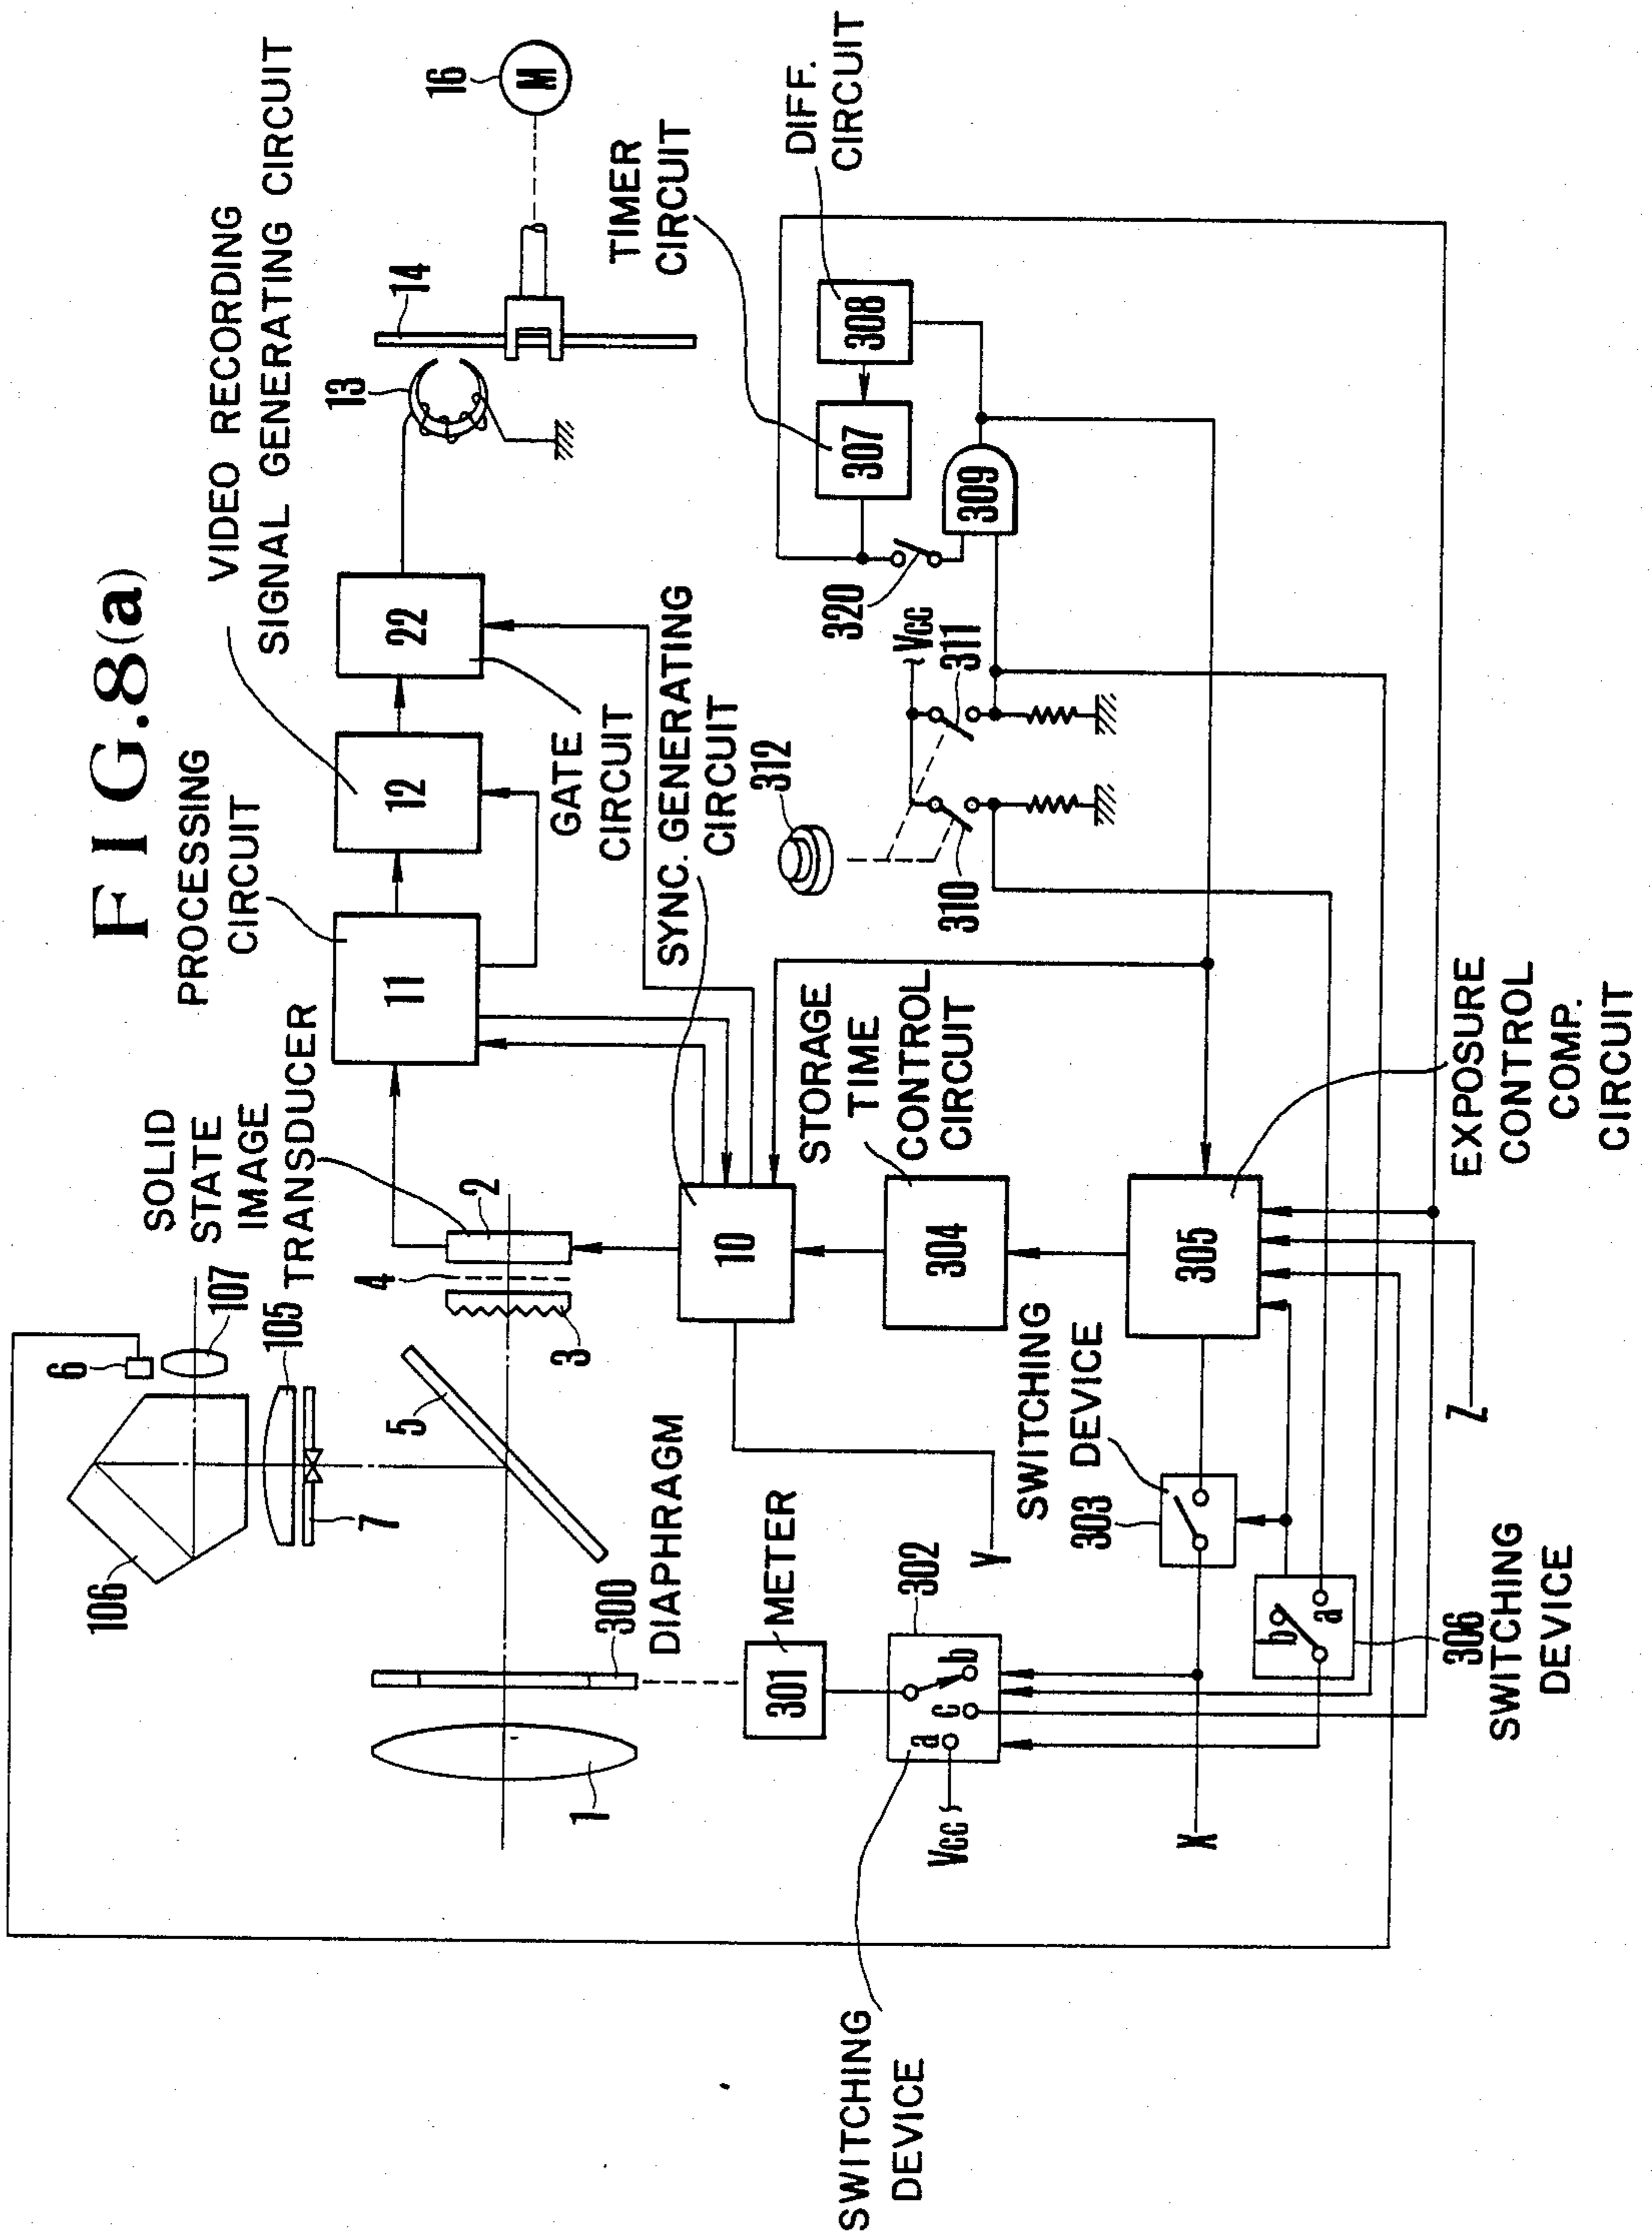 FIG.8(a)
VIDEO RECORDING
SIGNAL GENERATING CIRCUIT
PROCESSING
CIRCUIT
SOLID
STATE
IMAGE
TRANSDUCER
16
M
14
13
22
12
11
GATE
CIRCUIT
SYNC. GENERATING
CIRCUIT
TIMER
CIRCUIT
DIFF.
CIRCUIT
308
307
309
320
Vcc
311
312
310
106
6
107
105
7
5
4
2
3
10
STORAGE
TIME
CONTROL
CIRCUIT
304
305
EXPOSURE
CONTROL
COMP.
CIRCUIT
1
300
DIAPHRAGM
301
METER
302
a
c
b
Vcc
Y
SWITCHING
DEVICE
303
X
Z
b
a
306
SWITCHING
DEVICE
SWITCHING
DEVICE